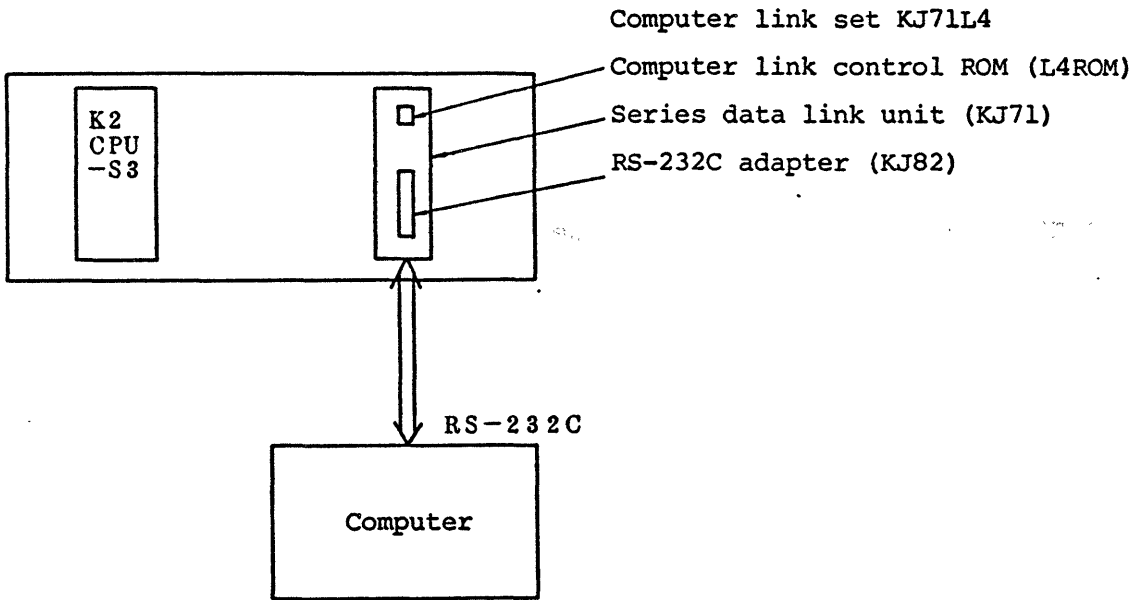 Computer link set KJ71L4
Computer link control ROM (L4ROM)
Series data link unit (KJ71)
RS-232C adapter (KJ82)
K2
CPU
-S3
RS-232C
Computer